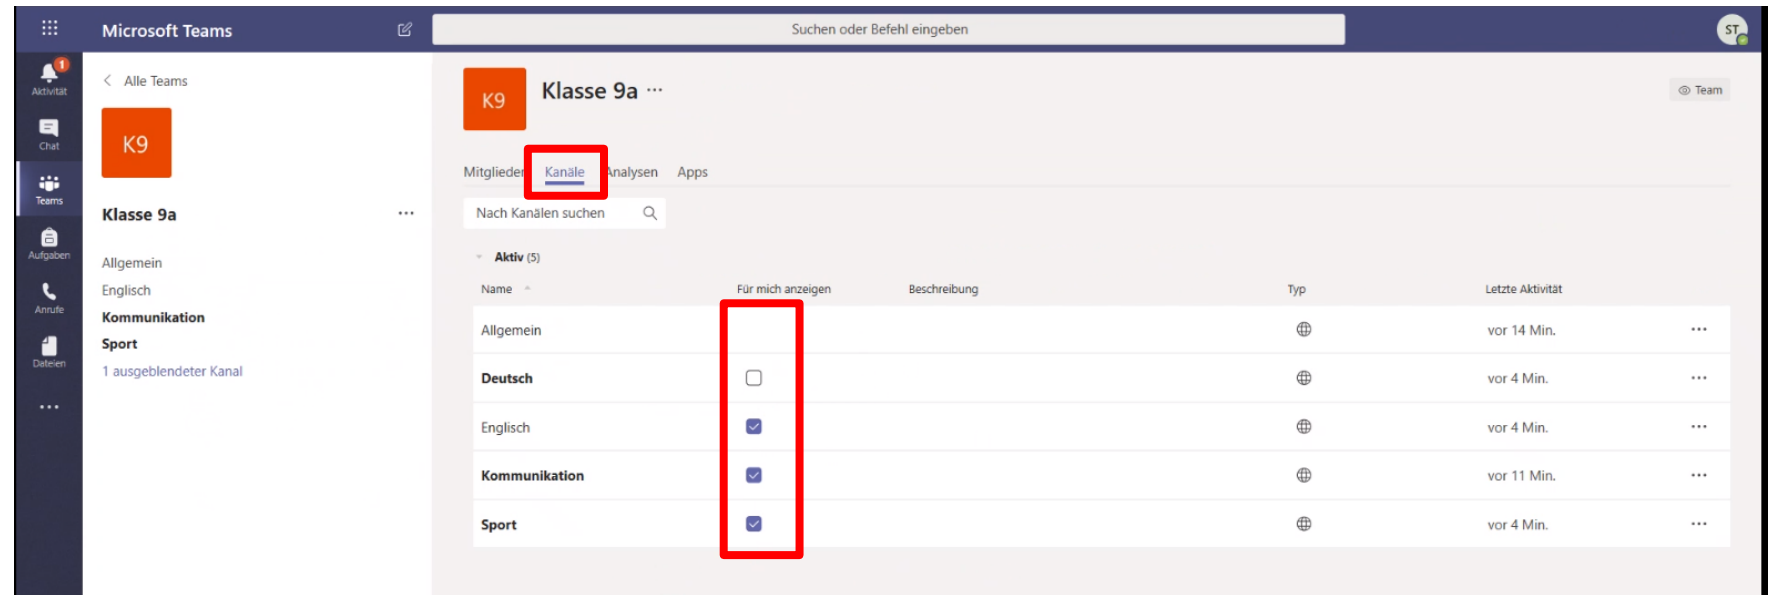 Microsoft Teams
Suchen oder Befehl eingeben
ST
1
Aktivität
Chat
Teams
Aufgaben
Anrufe
Dateien
Alle Teams
K9
Klasse 9a
Allgemein
Englisch
Kommunikation
Sport
1 ausgeblendeter Kanal
K9
Klasse 9a
Team
Mitglieder Kanäle Analysen Apps
Nach Kanälen suchen
Aktiv (5)
Name Für mich anzeigen Beschreibung Typ Letzte Aktivität
Allgemein vor 14 Min.
Deutsch vor 4 Min.
Englisch vor 4 Min.
Kommunikation vor 11 Min.
Sport vor 4 Min.